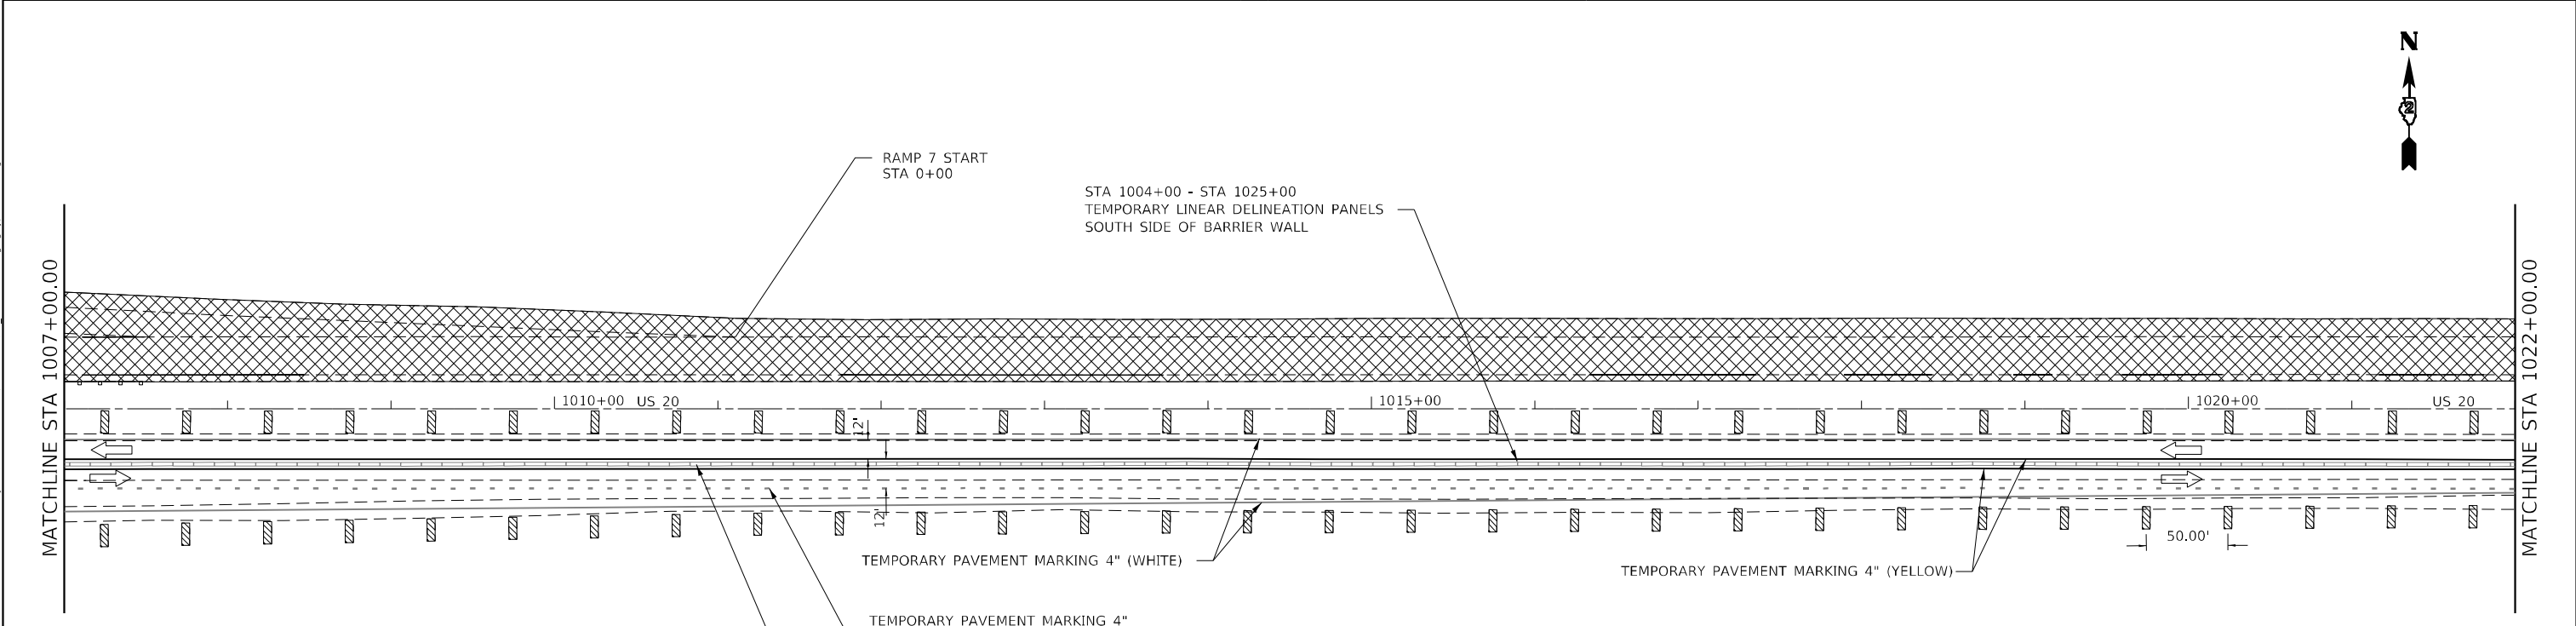 N
2
RAMP 7 START
STA 0+00
STA 1004+00 - STA 1025+00
TEMPORARY LINEAR DELINEATION PANELS
SOUTH SIDE OF BARRIER WALL
MATCHLINE STA 1007+00.00
MATCHLINE STA 1022+00.00
1010+00 US 20
1015+00
1020+00
US 20
12'
12'
50.00'
TEMPORARY PAVEMENT MARKING 4" (WHITE)
TEMPORARY PAVEMENT MARKING 4" (YELLOW)
TEMPORARY PAVEMENT MARKING 4"